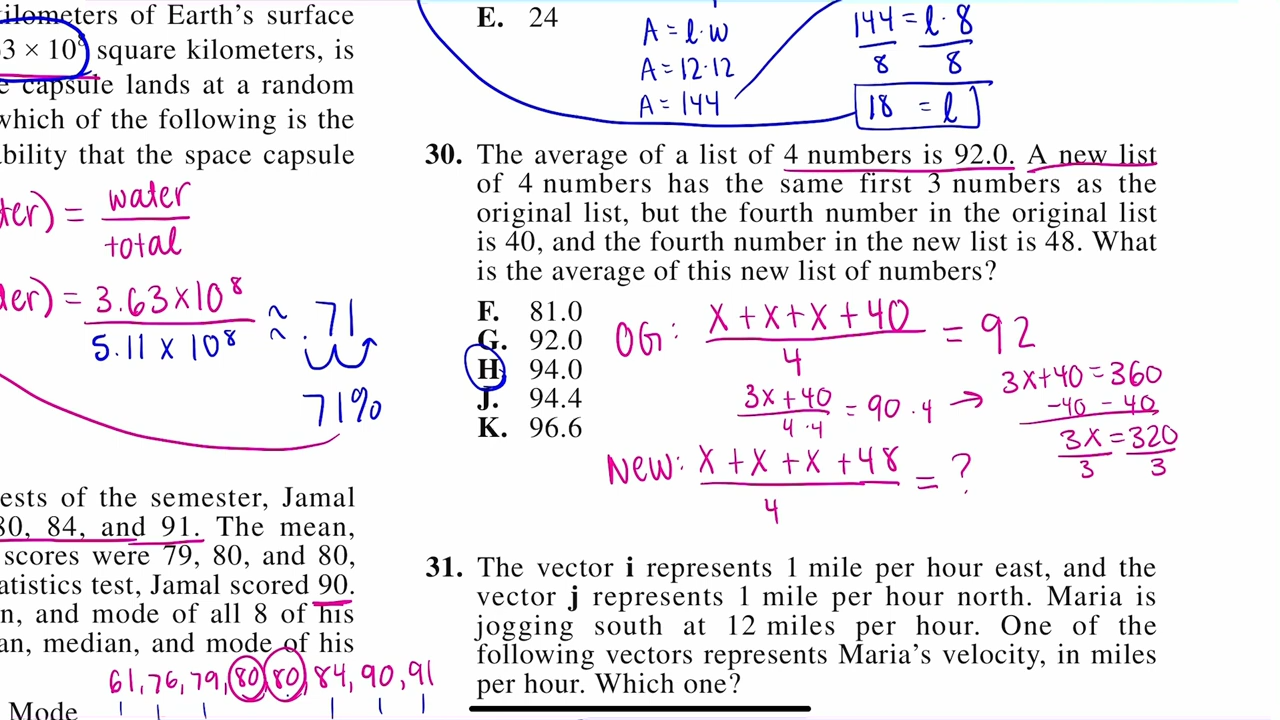 ilometers of Earth's surface
3 × 10⁸ square kilometers, is
e capsule lands at a random
which of the following is the
ability that the space capsule
ter) = water
total
er) = 3.63 x 10⁸
5.11 x 10⁸
≈ .71
71%
ests of the semester, Jamal
80, 84, and 91. The mean,
scores were 79, 80, and 80,
atistics test, Jamal scored 90.
n, and mode of all 8 of his
an, median, and mode of his
61, 76, 79, 80, 80, 84, 90, 91
Mode
E. 24
A = l·w
A = 12·12
A = 144
144 = l·8
8 8
18 = l
30. The average of a list of 4 numbers is 92.0. A new list
of 4 numbers has the same first 3 numbers as the
original list, but the fourth number in the original list
is 40, and the fourth number in the new list is 48. What
is the average of this new list of numbers?
F. 81.0
G. 92.0
H. 94.0
J. 94.4
K. 96.6
OG: x + x + x + 40 = 92
4
3x + 40 = 90 · 4 → 3x + 40 = 360
4 · 4
-40 - 40
3x = 320
3 3
New: x + x + x + 48 = ?
4
31. The vector i represents 1 mile per hour east, and the
vector j represents 1 mile per hour north. Maria is
jogging south at 12 miles per hour. One of the
following vectors represents Maria's velocity, in miles
per hour. Which one?